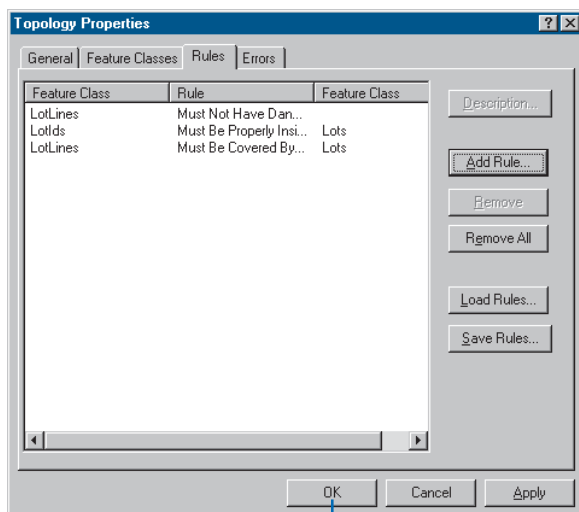 Topology Properties
General Feature Classes Rules Errors
Feature Class Rule Feature Class
LotLines Must Not Have Dan...
LotIds Must Be Properly Insi... Lots
LotLines Must Be Covered By... Lots
Description...
Add Rule...
Remove
Remove All
Load Rules...
Save Rules...
OK Cancel Apply